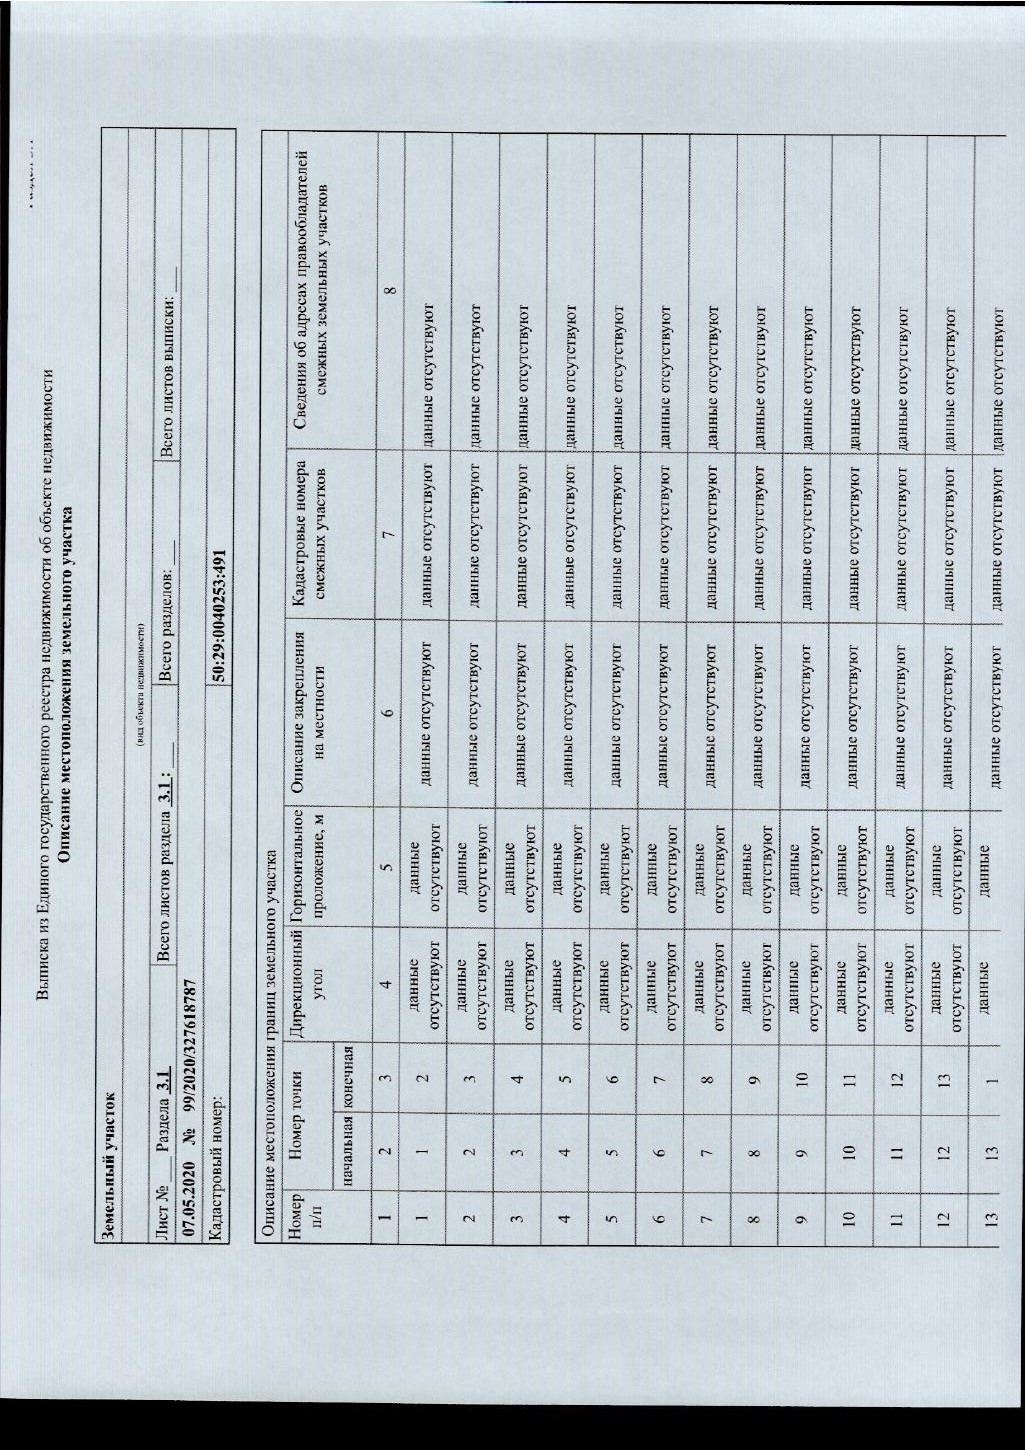 Выписка из Единого государственного реестра недвижимости об объекте недвижимости
Описание местоположения земельного участка
Земельный участок
(вид объекта недвижимости)
Лист № ___ Раздела 3.1 Всего листов раздела 3.1 : ___ Всего разделов: ___ Всего листов выписки: ___
07.05.2020 № 99/2020/327618787
Кадастровый номер: 50:29:0040253:491
Описание местоположения границ земельного участка
Номер п/п Номер точки Дирекционный угол Горизонтальное проложение, м Описание закрепления на местности Кадастровые номера смежных участков Сведения об адресах правообладателей смежных земельных участков
начальная конечная
1 2 3 4 5 6 7 8
1 1 2 данные отсутствуют данные отсутствуют данные отсутствуют данные отсутствуют данные отсутствуют
2 2 3 данные отсутствуют данные отсутствуют данные отсутствуют данные отсутствуют данные отсутствуют
3 3 4 данные отсутствуют данные отсутствуют данные отсутствуют данные отсутствуют данные отсутствуют
4 4 5 данные отсутствуют данные отсутствуют данные отсутствуют данные отсутствуют данные отсутствуют
5 5 6 данные отсутствуют данные отсутствуют данные отсутствуют данные отсутствуют данные отсутствуют
6 6 7 данные отсутствуют данные отсутствуют данные отсутствуют данные отсутствуют данные отсутствуют
7 7 8 данные отсутствуют данные отсутствуют данные отсутствуют данные отсутствуют данные отсутствуют
8 8 9 данные отсутствуют данные отсутствуют данные отсутствуют данные отсутствуют данные отсутствуют
9 9 10 данные отсутствуют данные отсутствуют данные отсутствуют данные отсутствуют данные отсутствуют
10 10 11 данные отсутствуют данные отсутствуют данные отсутствуют данные отсутствуют данные отсутствуют
11 11 12 данные отсутствуют данные отсутствуют данные отсутствуют данные отсутствуют данные отсутствуют
12 12 13 данные отсутствуют данные отсутствуют данные отсутствуют данные отсутствуют данные отсутствуют
13 13 1 данные данные данные отсутствуют данные отсутствуют данные отсутствуют